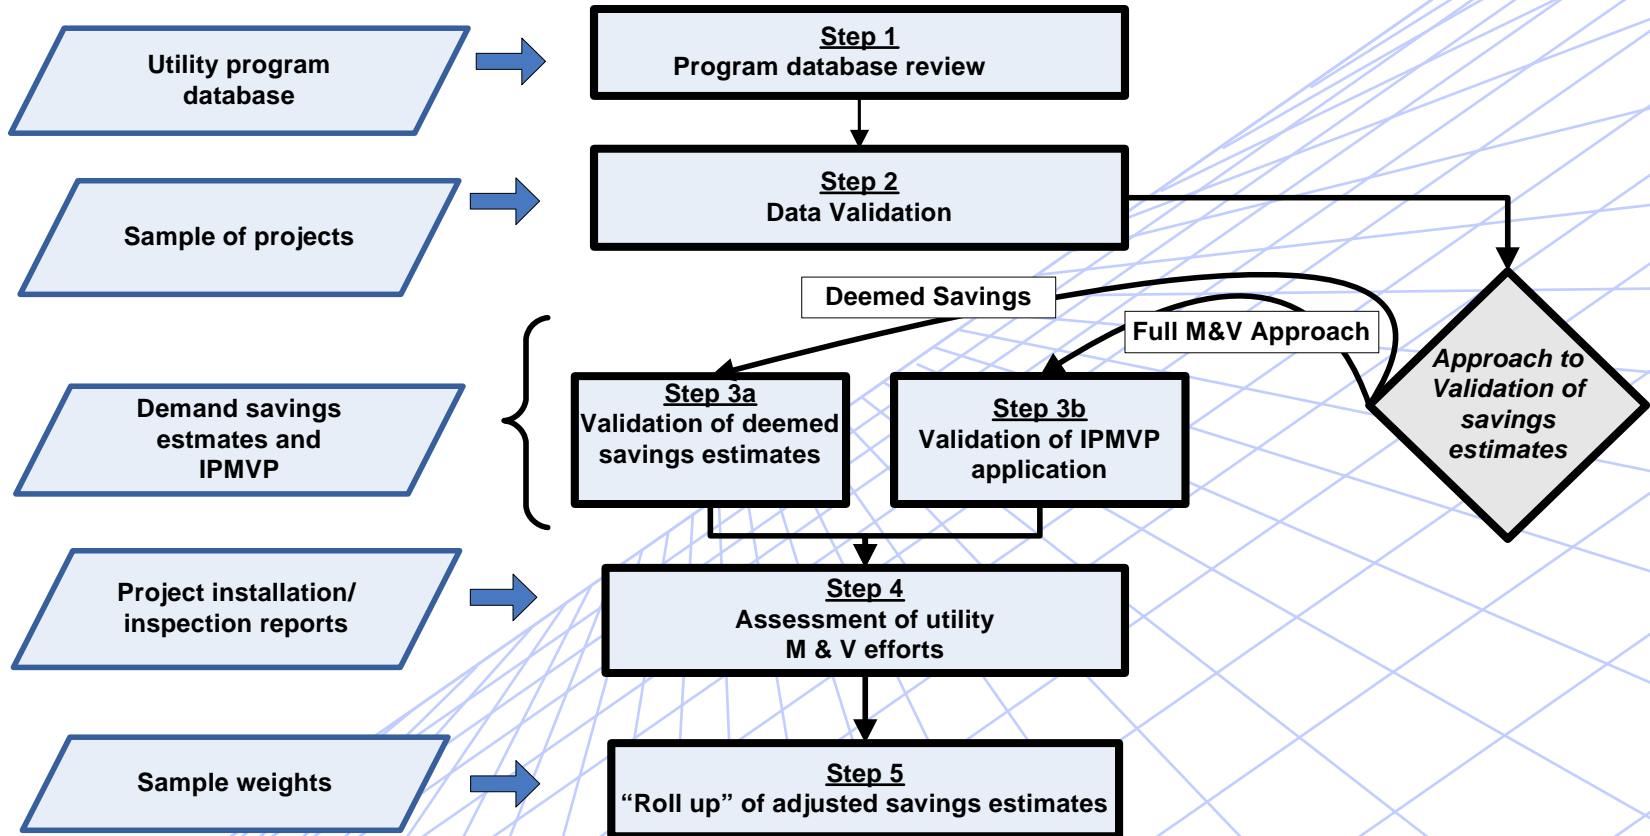 Utility program
database
Step 1
Program database review
Sample of projects
Step 2
Data Validation
Deemed Savings
Full M&V Approach
Approach to
Validation of
savings
estimates
Demand savings
estmates and
IPMVP
Step 3a
Validation of deemed
savings estimates
Step 3b
Validation of IPMVP
application
Project installation/
inspection reports
Step 4
Assessment of utility
M & V efforts
Sample weights
Step 5
“Roll up” of adjusted savings estimates